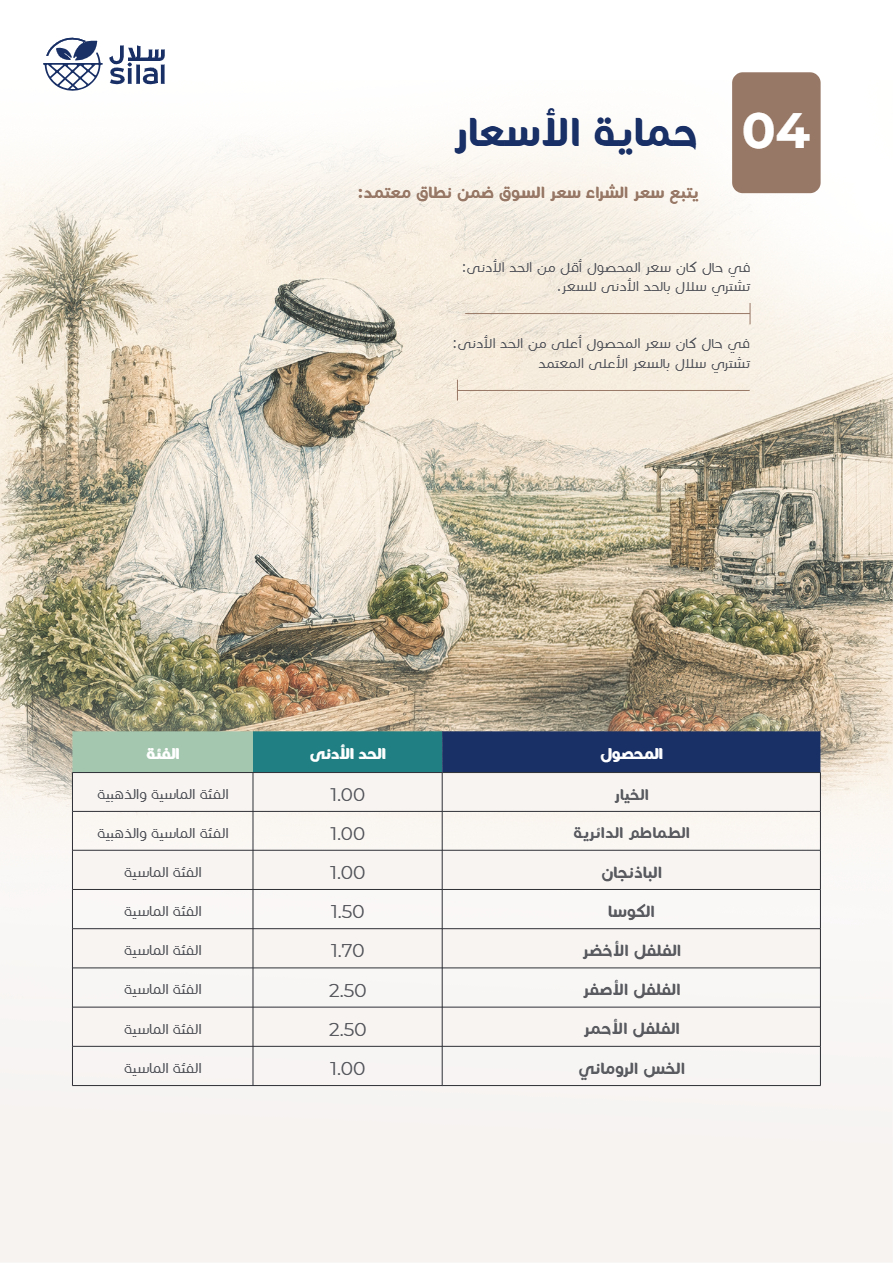 سلال
silal
04
حماية الأسعار
يتبع سعر الشراء سعر السوق ضمن نطاق معتمد:
في حال كان سعر المحصول أقل من الحد الأدنى:
تشتري سلال بالحد الأدنى للسعر.
في حال كان سعر المحصول أعلى من الحد الأدنى:
تشتري سلال بالسعر الأعلى المعتمد
المحصول الحد الأدنى الفئة
الخيار 1.00 الفئة الماسية والذهبية
الطماطم الدائرية 1.00 الفئة الماسية والذهبية
الباذنجان 1.00 الفئة الماسية
الكوسا 1.50 الفئة الماسية
الفلفل الأخضر 1.70 الفئة الماسية
الفلفل الأصفر 2.50 الفئة الماسية
الفلفل الأحمر 2.50 الفئة الماسية
الخس الروماني 1.00 الفئة الماسية